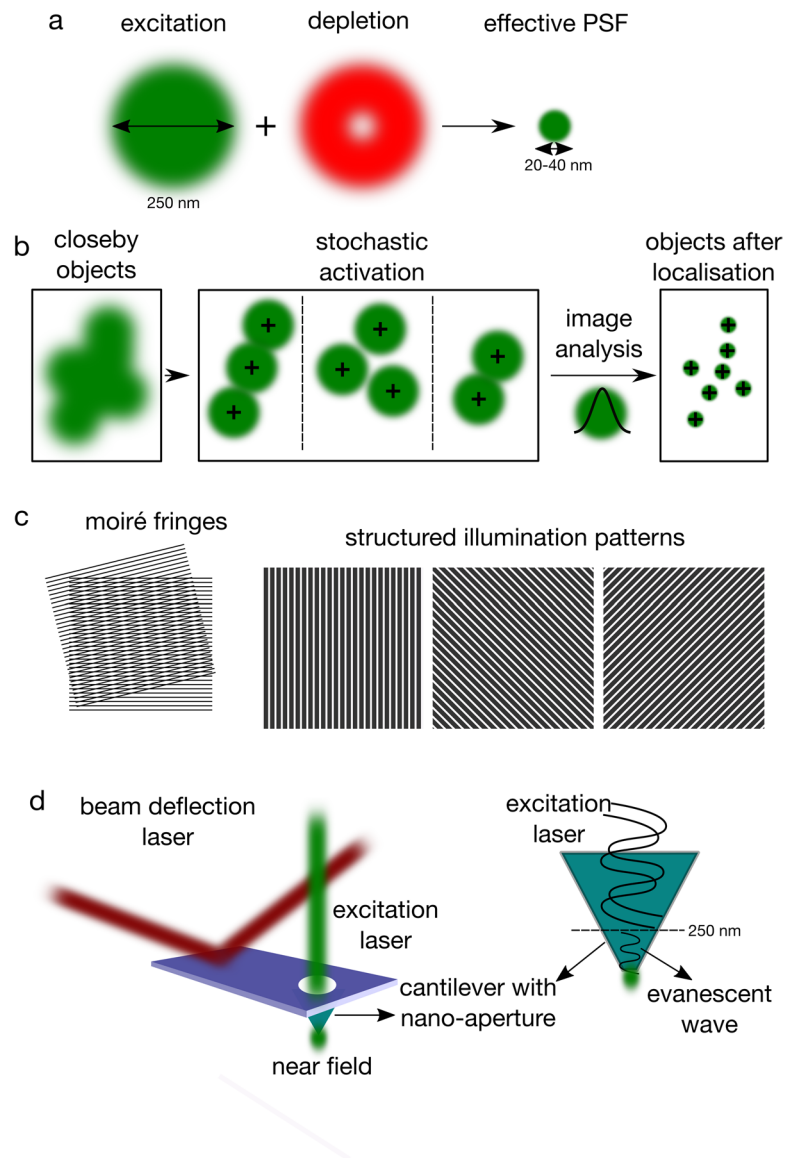 a
excitation
depletion
effective PSF
+
250 nm
20-40 nm
b
closeby
objects
stochastic
activation
objects after
localisation
image
analysis
+ + +
+ + +
+ +
+ + + + + + + +
c
moiré fringes
structured illumination patterns
d
beam deflection
laser
excitation
laser
cantilever with
nano-aperture
near field
excitation
laser
250 nm
evanescent
wave